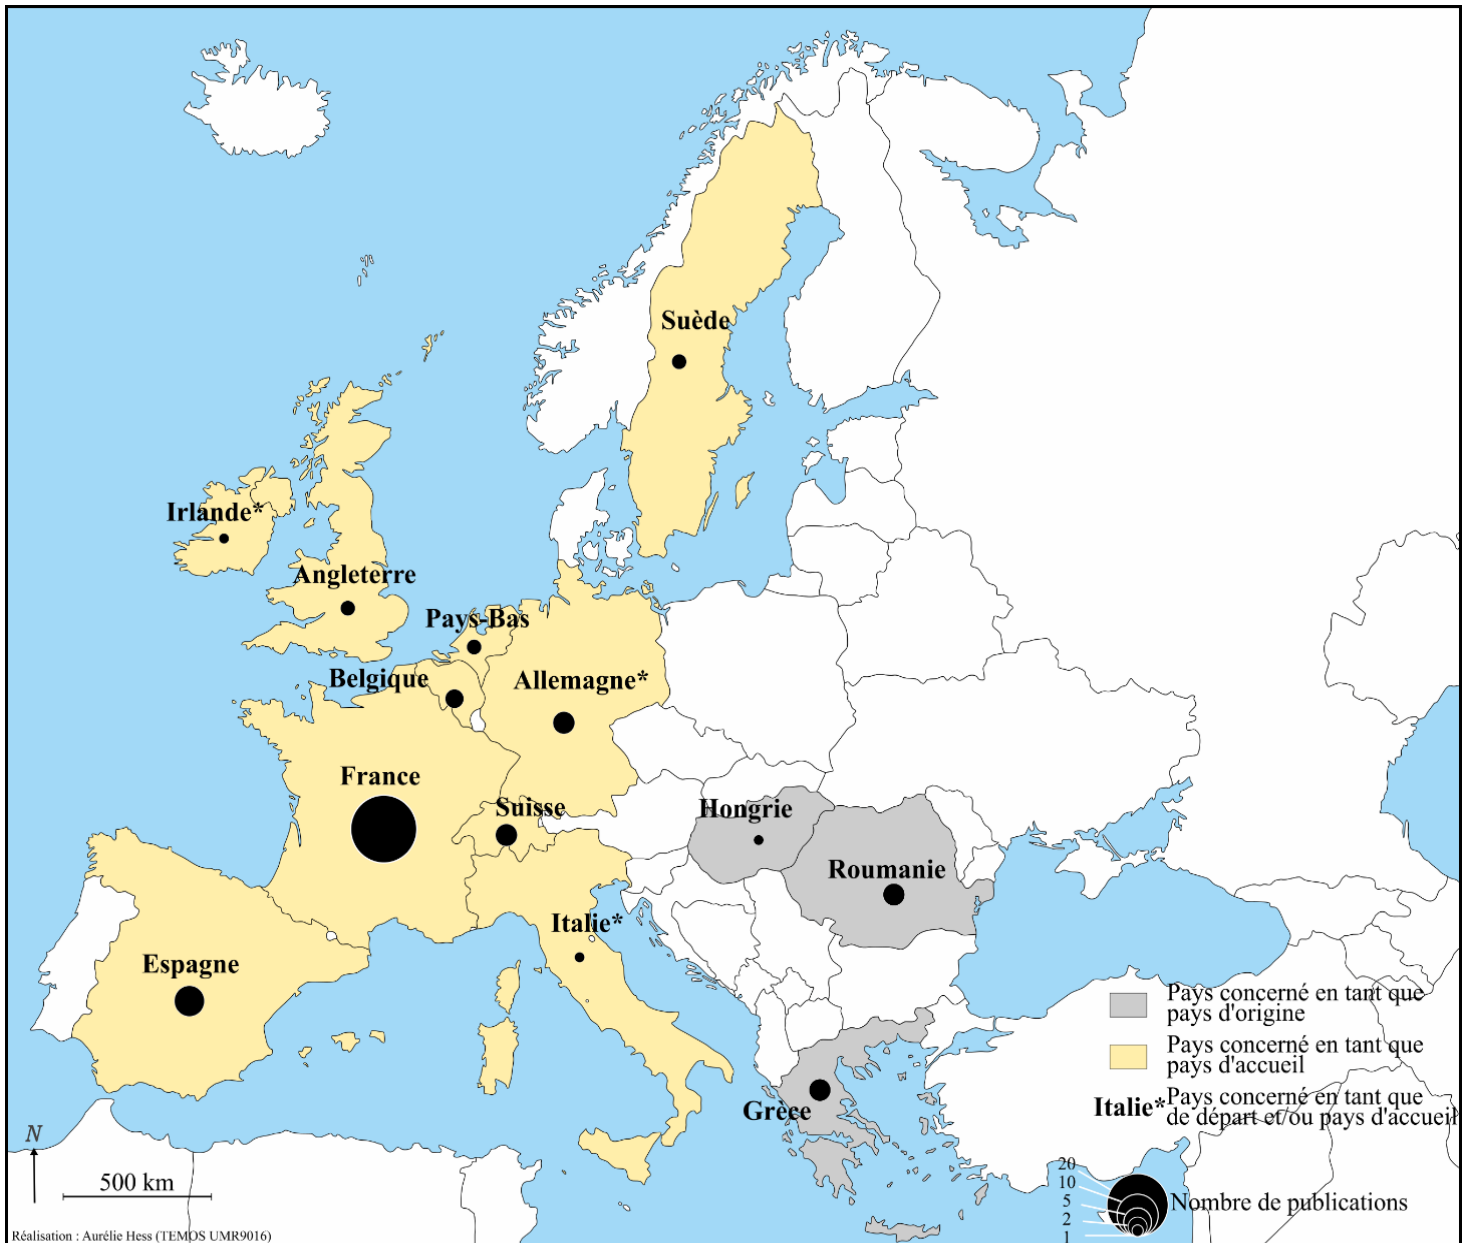 Suède
Irlande*
Angleterre
Pays-Bas
Belgique
Allemagne*
France
Suisse
Hongrie
Roumanie
Italie*
Espagne
Grèce
Pays concerné en tant que
pays d'origine
Pays concerné en tant que
pays d'accueil
Italie*
Pays concerné en tant que
de départ et/ou pays d'accueil
20
10
5
2
1
Nombre de publications
N
500 km
Réalisation : Aurélie Hess (TEMOS UMR9016)